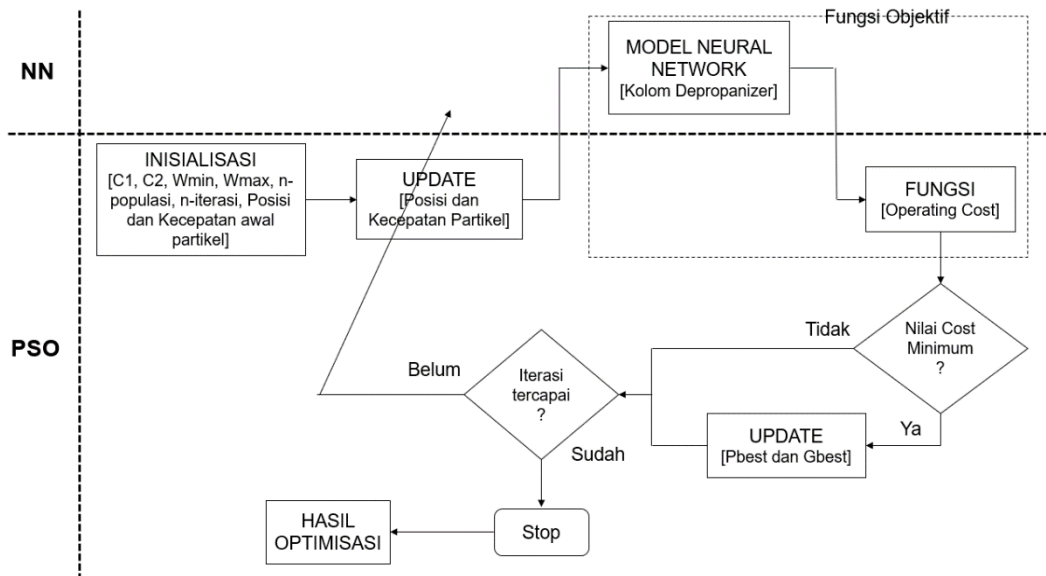 Fungsi Objektif
NN
MODEL NEURAL
NETWORK
[Kolom Depropanizer]
INISIALISASI
[C1, C2, Wmin, Wmax, n-
populasi, n-iterasi, Posisi
dan Kecepatan awal
partikel]
UPDATE
[Posisi dan
Kecepatan Partikel]
FUNGSI
[Operating Cost]
PSO
Tidak
Nilai Cost
Minimum
?
Belum
Iterasi
tercapai
?
Ya
UPDATE
[Pbest dan Gbest]
Sudah
HASIL
OPTIMISASI
Stop